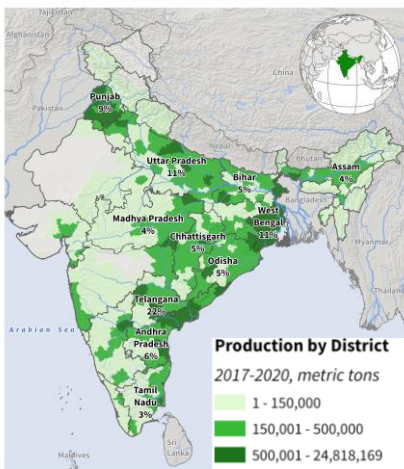 Tajikistan
Afghanistan
China
Pakistan
Punjab
9%
Nepal
Bhutan
Uttar Pradesh
11%
Bihar
5%
Assam
4%
Bangladesh
West
Bengal
11%
Madhya Pradesh
4%
Chhattisgarh
5%
Odisha
5%
Myanmar
Telangana
22%
Thailand
Arabian Sea
Andhra
Pradesh
6%
Tamil
Nadu
3%
Sri
Lanka
Maldives
Production by District
2017-2020, metric tons
1 - 150,000
150,001 - 500,000
500,001 - 24,818,169